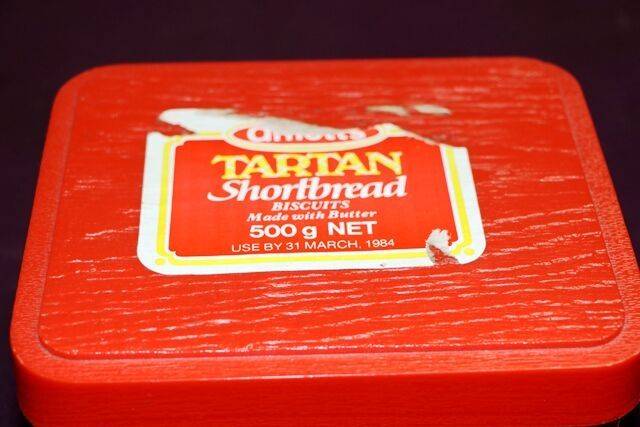 Arnott's
TARTAN
Shortbread
BISCUITS
Made with Butter
500 g NET
USE BY 31 MARCH, 1984